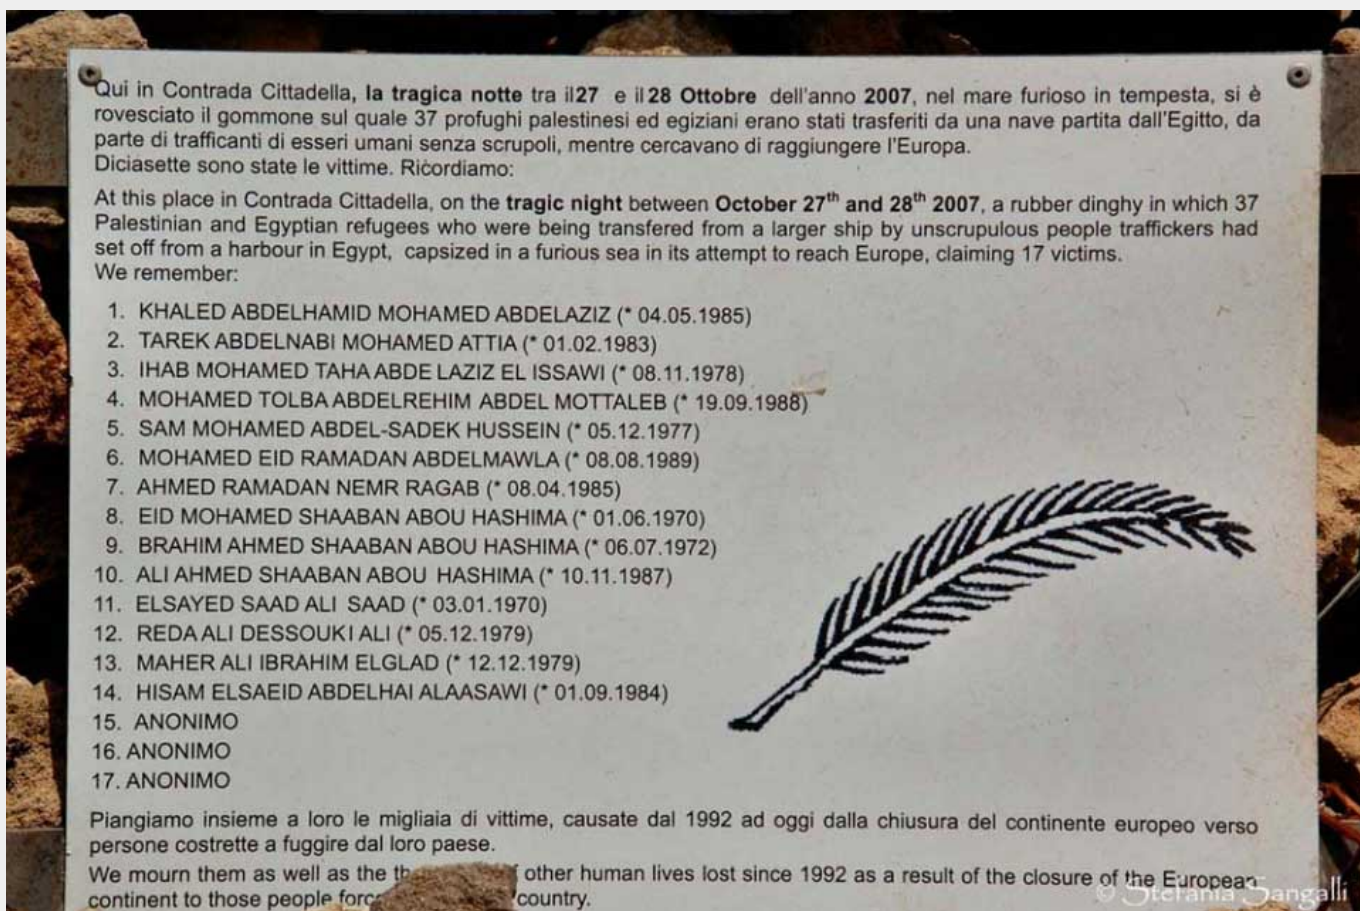 Qui in Contrada Cittadella, la tragica notte tra il27 e il28 Ottobre dell'anno 2007, nel mare furioso in tempesta, si è
rovesciato il gommone sul quale 37 profughi palestinesi ed egiziani erano stati trasferiti da una nave partita dall'Egitto, da
parte di trafficanti di esseri umani senza scrupoli, mentre cercavano di raggiungere l'Europa.
Diciasette sono state le vittime. Ricordiamo:
At this place in Contrada Cittadella, on the tragic night between October 27th and 28th 2007, a rubber dinghy in which 37
Palestinian and Egyptian refugees who were being transfered from a larger ship by unscrupulous people traffickers had
set off from a harbour in Egypt, capsized in a furious sea in its attempt to reach Europe, claiming 17 victims.
We remember:
1. KHALED ABDELHAMID MOHAMED ABDELAZIZ (* 04.05.1985)
2. TAREK ABDELNABI MOHAMED ATTIA (* 01.02.1983)
3. IHAB MOHAMED TAHA ABDE LAZIZ EL ISSAWI (* 08.11.1978)
4. MOHAMED TOLBA ABDELREHIM ABDEL MOTTALEB (* 19.09.1988)
5. SAM MOHAMED ABDEL-SADEK HUSSEIN (* 05.12.1977)
6. MOHAMED EID RAMADAN ABDELMAWLA (* 08.08.1989)
7. AHMED RAMADAN NEMR RAGAB (* 08.04.1985)
8. EID MOHAMED SHAABAN ABOU HASHIMA (* 01.06.1970)
9. BRAHIM AHMED SHAABAN ABOU HASHIMA (* 06.07.1972)
10. ALI AHMED SHAABAN ABOU HASHIMA (* 10.11.1987)
11. ELSAYED SAAD ALI SAAD (* 03.01.1970)
12. REDA ALI DESSOUKI ALI (* 05.12.1979)
13. MAHER ALI IBRAHIM ELGLAD (* 12.12.1979)
14. HISAM ELSAEID ABDELHAI ALAASAWI (* 01.09.1984)
15. ANONIMO
16. ANONIMO
17. ANONIMO
Piangiamo insieme a loro le migliaia di vittime, causate dal 1992 ad oggi dalla chiusura del continente europeo verso
persone costrette a fuggire dal loro paese.
We mourn them as well as the other human lives lost since 1992 as a result of the closure of the European
continent to those people country.
© Stefania Sangalli